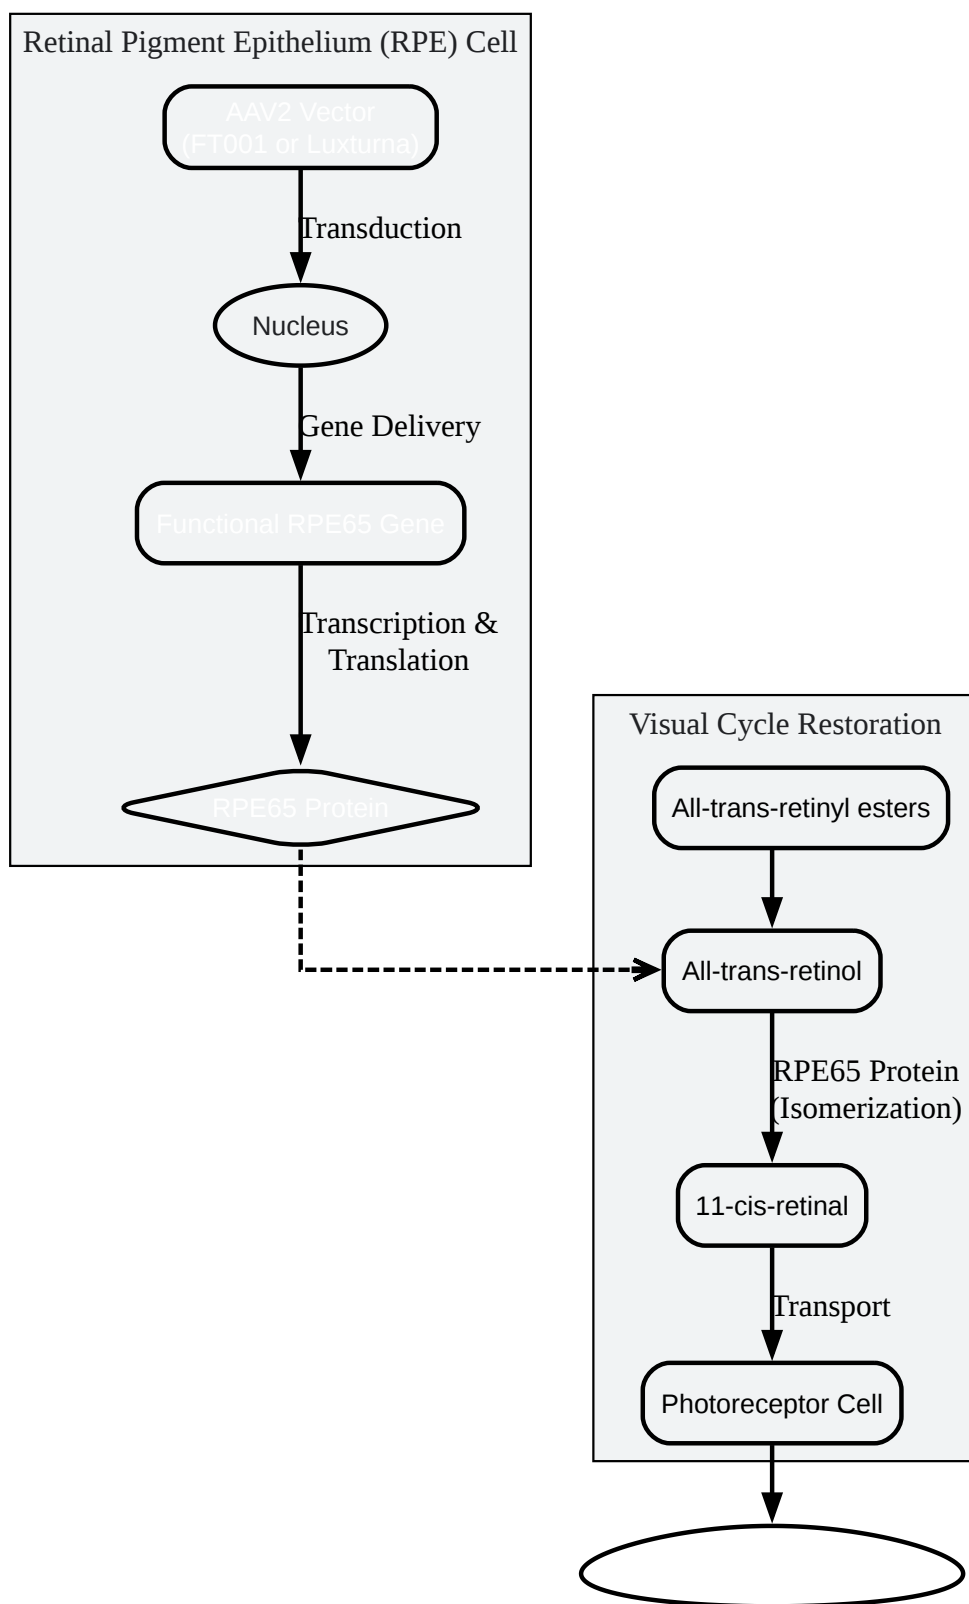 Retinal Pigment Epithelium (RPE) Cell
AAV2 Vector
(FT001 or Luxturna)
Transduction
Nucleus
Gene Delivery
Functional RPE65 Gene
Transcription &
Translation
RPE65 Protein
Visual Cycle Restoration
All-trans-retinyl esters
All-trans-retinol
RPE65 Protein
(Isomerization)
11-cis-retinal
Transport
Photoreceptor Cell